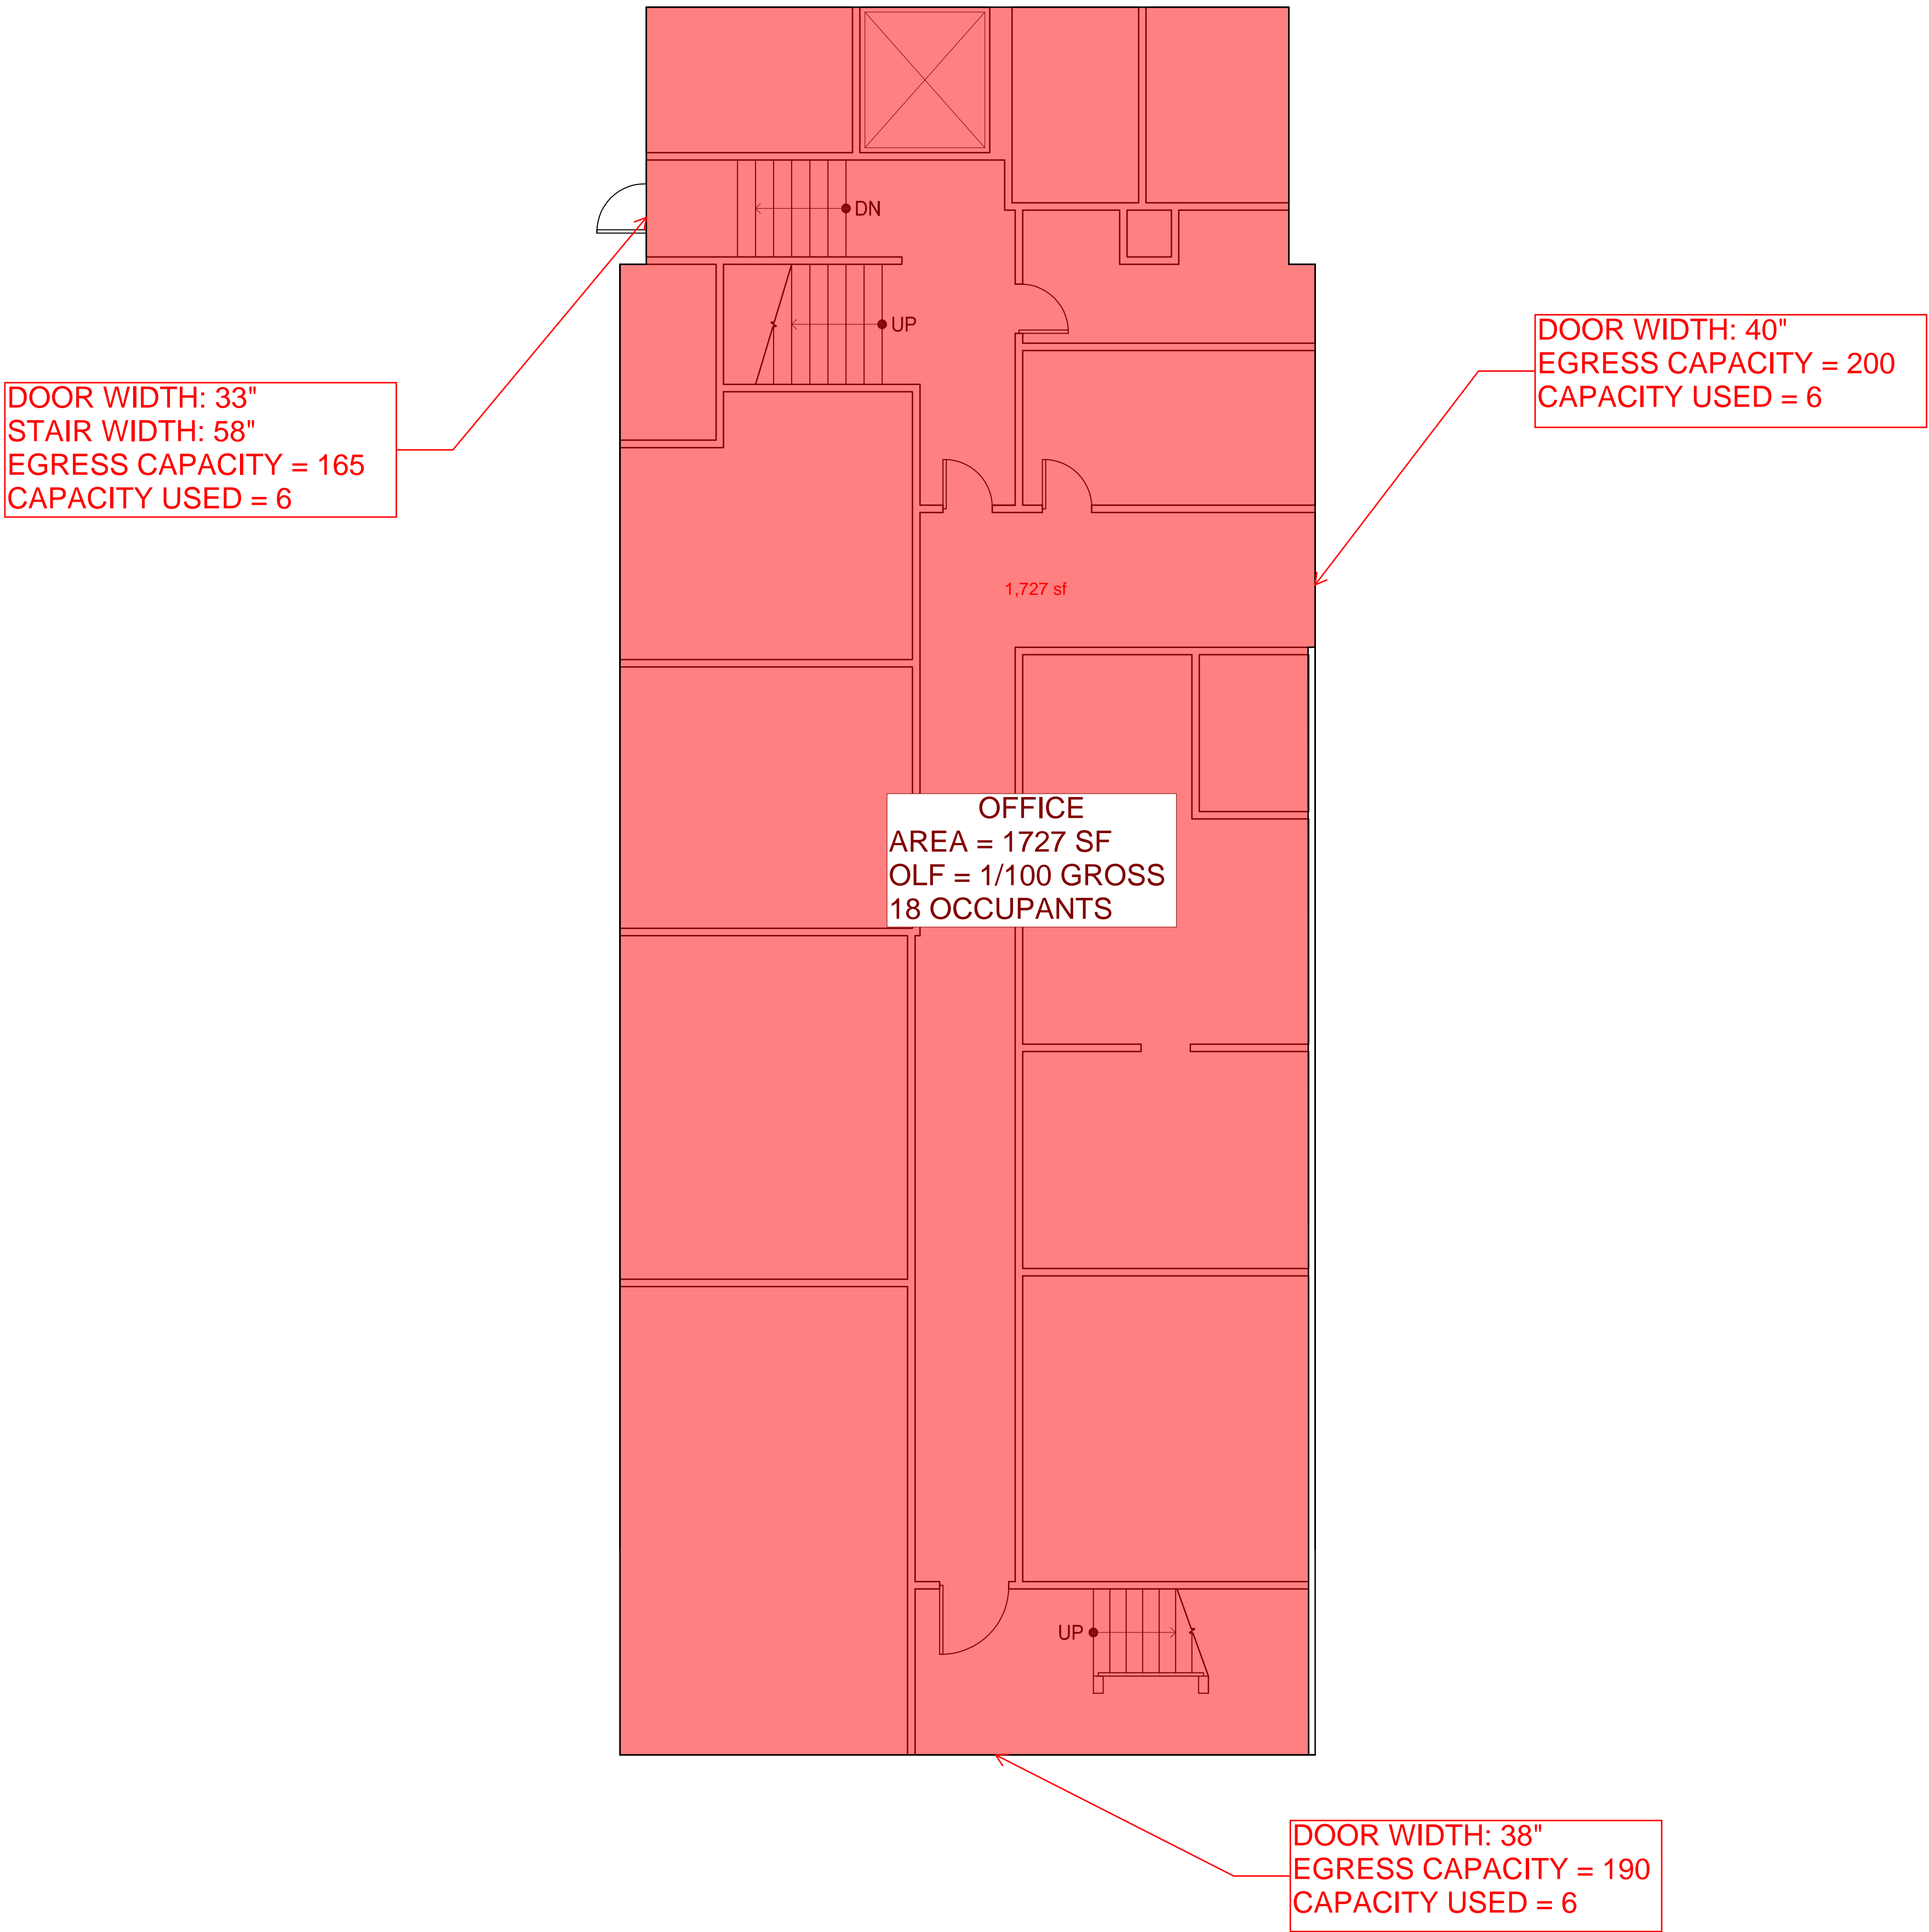 DN
UP
DOOR WIDTH: 40"
EGRESS CAPACITY = 200
CAPACITY USED = 6
DOOR WIDTH: 33"
STAIR WIDTH: 58"
EGRESS CAPACITY = 165
CAPACITY USED = 6
1,727 sf
OFFICE
AREA = 1727 SF
OLF = 1/100 GROSS
18 OCCUPANTS
UP
DOOR WIDTH: 38"
EGRESS CAPACITY = 190
CAPACITY USED = 6